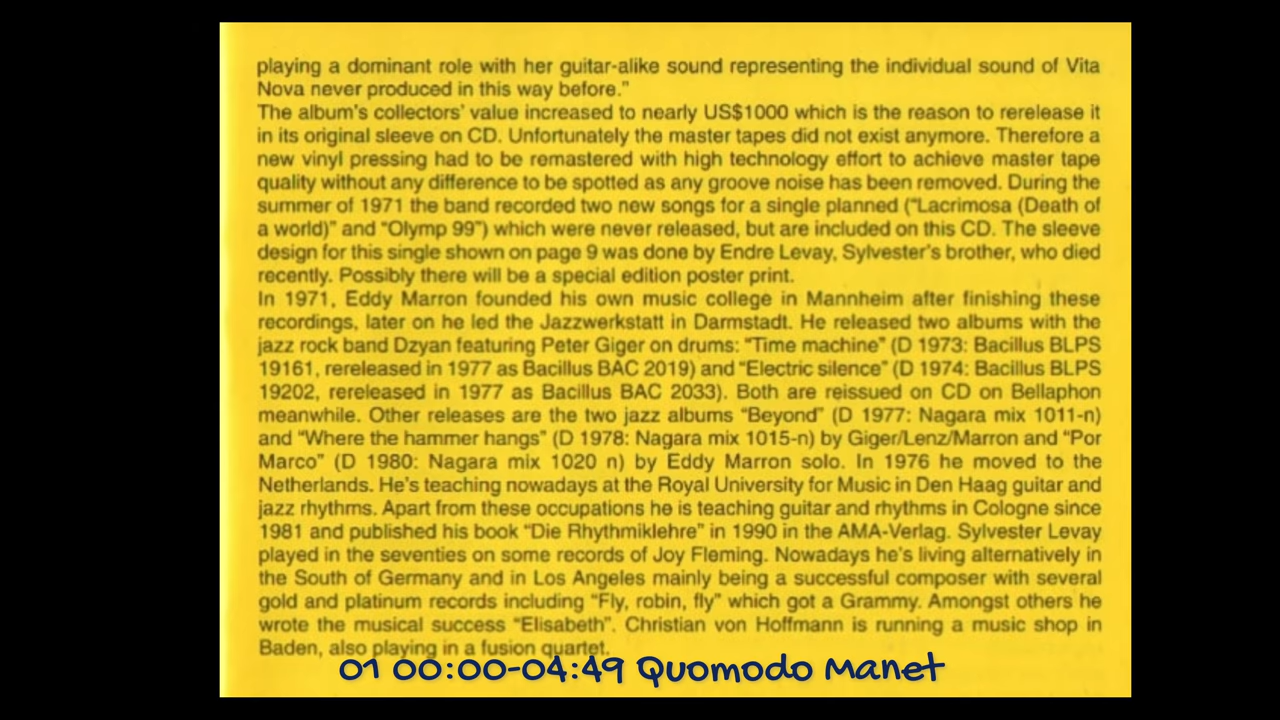 playing a dominant role with her guitar-alike sound representing the individual sound of Vita
Nova never produced in this way before."
The album's collectors' value increased to nearly US$1000 which is the reason to rerelease it
in its original sleeve on CD. Unfortunately the master tapes did not exist anymore. Therefore a
new vinyl pressing had to be remastered with high technology effort to achieve master tape
quality without any difference to be spotted as any groove noise has been removed. During the
summer of 1971 the band recorded two new songs for a single planned ("Lacrimosa (Death of
a world)" and "Olymp 99") which were never released, but are included on this CD. The sleeve
design for this single shown on page 9 was done by Endre Levay, Sylvester's brother, who died
recently. Possibly there will be a special edition poster print.
In 1971, Eddy Marron founded his own music college in Mannheim after finishing these
recordings, later on he led the Jazzwerkstatt in Darmstadt. He released two albums with the
jazz rock band Dzyan featuring Peter Giger on drums: "Time machine" (D 1973: Bacillus BLPS
19161, rereleased in 1977 as Bacillus BAC 2019) and "Electric silence" (D 1974: Bacillus BLPS
19202, rereleased in 1977 as Bacillus BAC 2033). Both are reissued on CD on Bellaphon
meanwhile. Other releases are the two jazz albums "Beyond" (D 1977: Nagara mix 1011-n)
and "Where the hammer hangs" (D 1978: Nagara mix 1015-n) by Giger/Lenz/Marron and "Por
Marco" (D 1980: Nagara mix 1020 n) by Eddy Marron solo. In 1976 he moved to the
Netherlands. He's teaching nowadays at the Royal University for Music in Den Haag guitar and
jazz rhythms. Apart from these occupations he is teaching guitar and rhythms in Cologne since
1981 and published his book "Die Rhythmiklehre" in 1990 in the AMA-Verlag. Sylvester Levay
played in the seventies on some records of Joy Fleming. Nowadays he's living alternatively in
the South of Germany and in Los Angeles mainly being a successful composer with several
gold and platinum records including "Fly, robin, fly" which got a Grammy. Amongst others he
wrote the musical success "Elisabeth". Christian von Hoffmann is running a music shop in
Baden, also playing in a fusion quartet.
01 00:00-04:49 Quomodo Manet